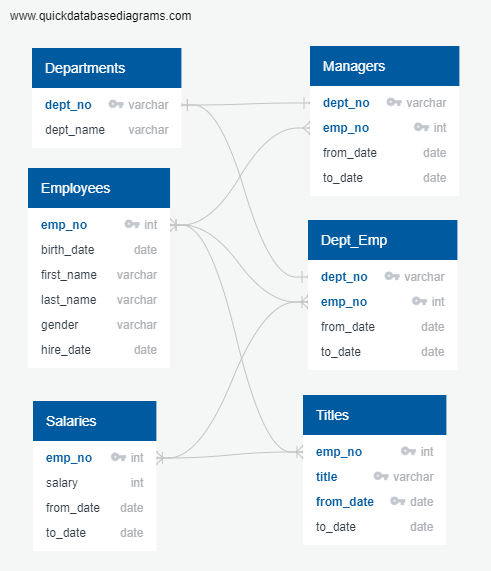 www.quickdatabasediagrams.com
Departments
dept_no varchar
dept_name varchar
Managers
dept_no varchar
emp_no int
from_date date
to_date date
Employees
emp_no int
birth_date date
first_name varchar
last_name varchar
gender varchar
hire_date date
Dept_Emp
dept_no varchar
emp_no int
from_date date
to_date date
Salaries
emp_no int
salary int
from_date date
to_date date
Titles
emp_no int
title varchar
from_date date
to_date date